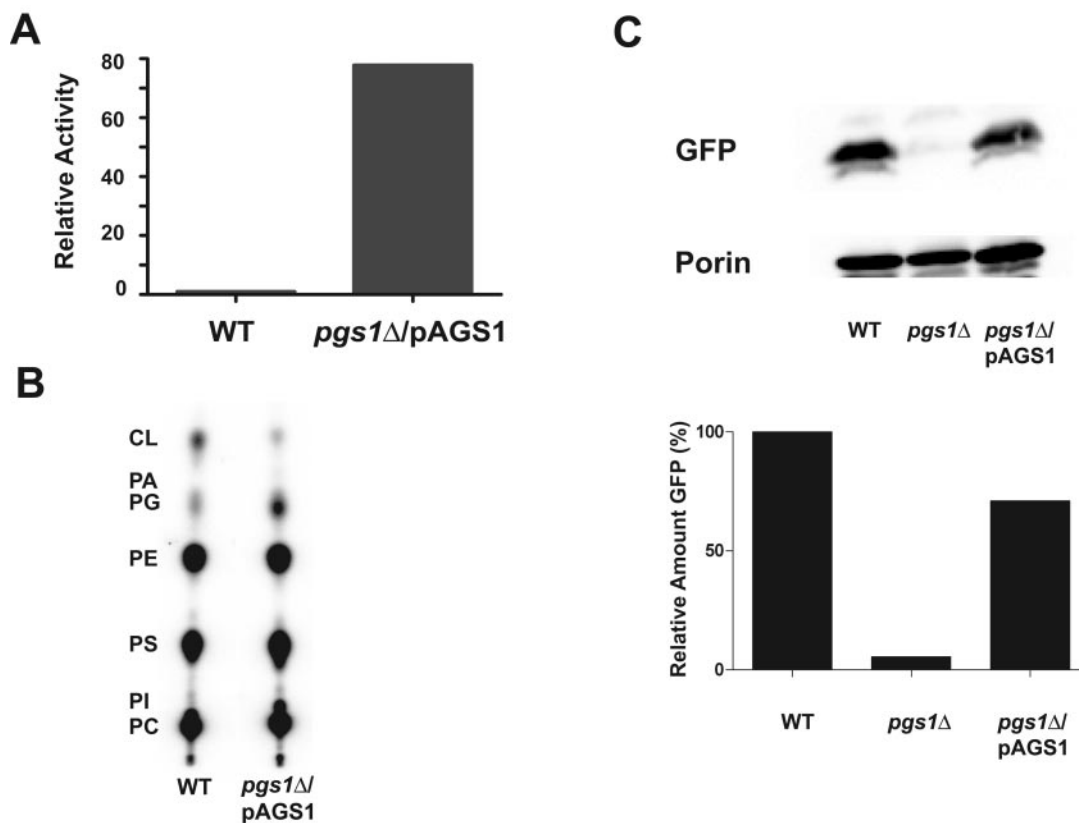 A
Relative Activity
80
60
40
20
0
WT
pgs1Δ/pAGS1
B
CL
PA
PG
PE
PS
PI
PC
WT
pgs1Δ/
pAGS1
C
GFP
Porin
WT
pgs1Δ
pgs1Δ/
pAGS1
Relative Amount GFP (%)
100
50
0
WT
pgs1Δ
pgs1Δ/
pAGS1